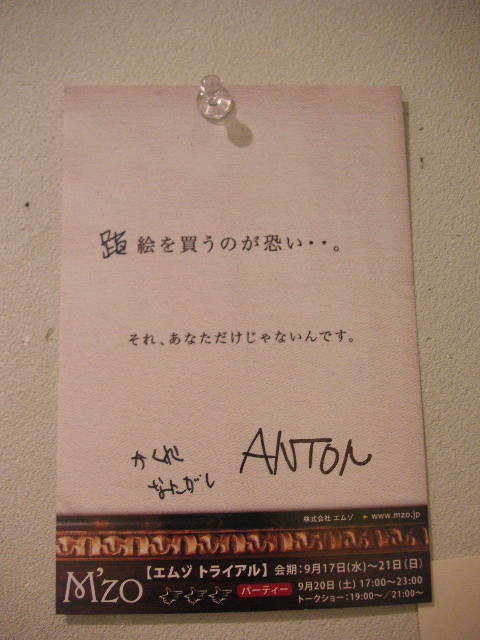 絵を買うのが恐い・・。
それ、あなただけじゃないんです。
かくれ
ANTON
株式会社 エムゾ ▶ www.mzo.jp
M'ZO
【エムゾ トライアル】 会期:9月17日(水)～21日(日)
パーティー 9月20日(土) 17:00～23:00
トークショー:19:00～/21:00～